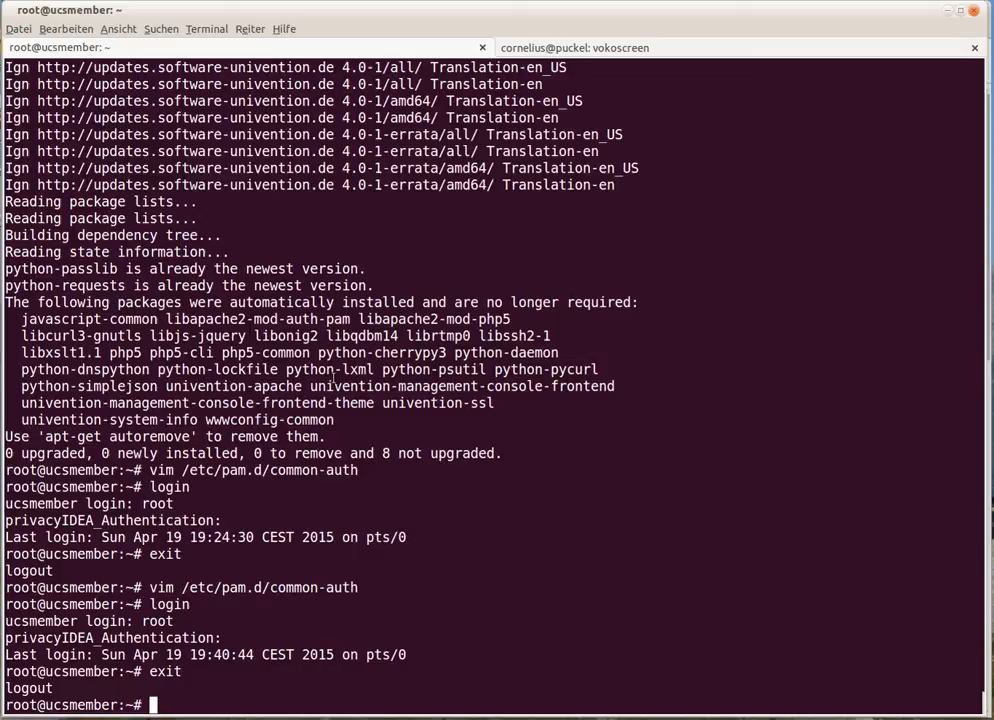 root@ucsmember: ~
Datei Bearbeiten Ansicht Suchen Terminal Reiter Hilfe
root@ucsmember: ~
cornelius@puckel: vokoscreen
Ign http://updates.software-univention.de 4.0-1/all/ Translation-en_US
Ign http://updates.software-univention.de 4.0-1/all/ Translation-en
Ign http://updates.software-univention.de 4.0-1/amd64/ Translation-en_US
Ign http://updates.software-univention.de 4.0-1/amd64/ Translation-en
Ign http://updates.software-univention.de 4.0-1-errata/all/ Translation-en_US
Ign http://updates.software-univention.de 4.0-1-errata/all/ Translation-en
Ign http://updates.software-univention.de 4.0-1-errata/amd64/ Translation-en_US
Ign http://updates.software-univention.de 4.0-1-errata/amd64/ Translation-en
Reading package lists...
Reading package lists...
Building dependency tree...
Reading state information...
python-passlib is already the newest version.
python-requests is already the newest version.
The following packages were automatically installed and are no longer required:
javascript-common libapache2-mod-auth-pam libapache2-mod-php5
libcurl3-gnutls libjs-jquery libonig2 libqdbm14 librtmp0 libssh2-1
libxslt1.1 php5 php5-cli php5-common python-cherrypy3 python-daemon
python-dnspython python-lockfile python-lxml python-psutil python-pycurl
python-simplejson univention-apache univention-management-console-frontend
univention-management-console-frontend-theme univention-ssl
univention-system-info wwwconfig-common
Use 'apt-get autoremove' to remove them.
0 upgraded, 0 newly installed, 0 to remove and 8 not upgraded.
root@ucsmember:~# vim /etc/pam.d/common-auth
root@ucsmember:~# login
ucsmember login: root
privacyIDEA_Authentication:
Last login: Sun Apr 19 19:24:30 CEST 2015 on pts/0
root@ucsmember:~# exit
logout
root@ucsmember:~# vim /etc/pam.d/common-auth
root@ucsmember:~# login
ucsmember login: root
privacyIDEA_Authentication:
Last login: Sun Apr 19 19:40:44 CEST 2015 on pts/0
root@ucsmember:~# exit
logout
root@ucsmember:~#